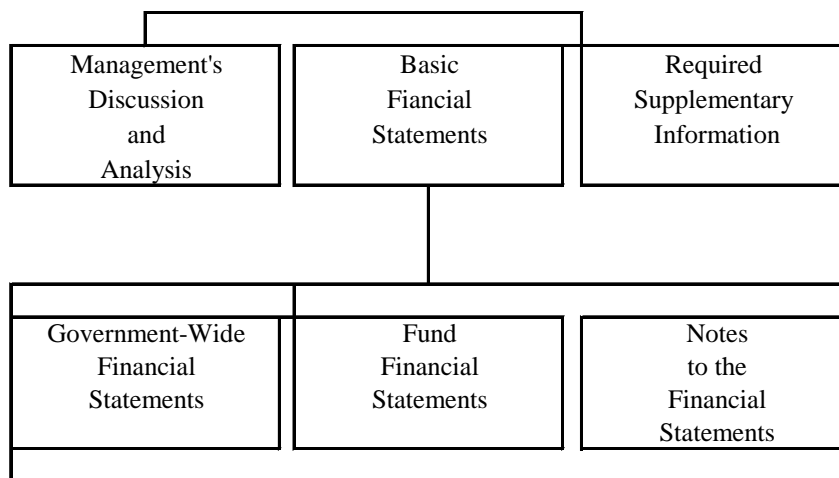 Management's
Discussion
and
Analysis
Basic
Fiancial
Statements
Required
Supplementary
Information
Government-Wide
Financial
Statements
Fund
Financial
Statements
Notes
to the
Financial
Statements